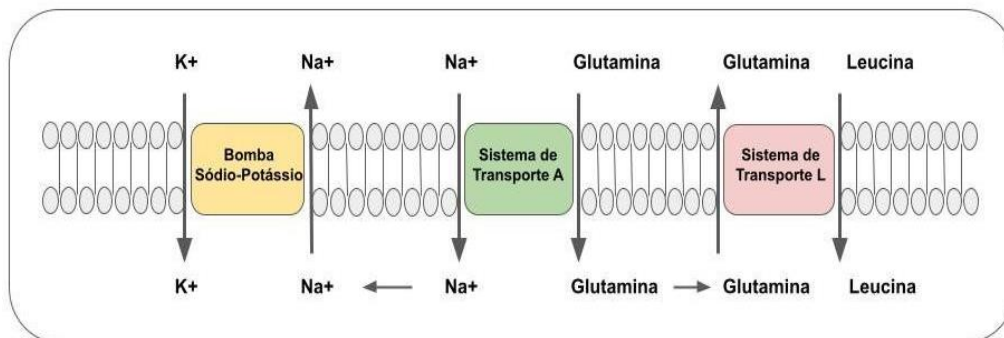 K+ Na+ Na+ Glutamina Glutamina Leucina
Bomba
Sódio-Potássio
Sistema de
Transporte A
Sistema de
Transporte L
K+ Na+ Na+ Glutamina Glutamina Leucina